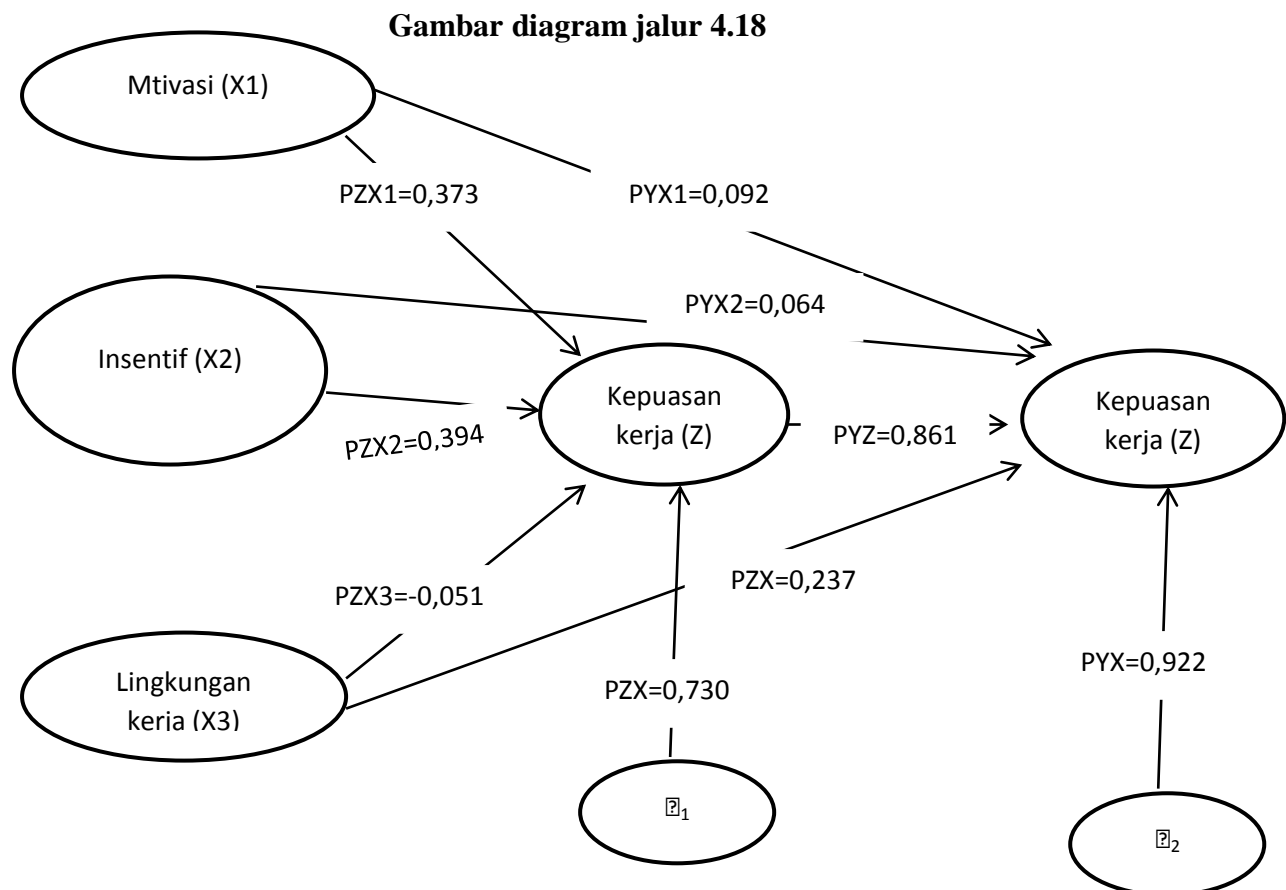 Gambar diagram jalur 4.18
Mtivasi (X1)
PZX1=0,373
PYX1=0,092
PYX2=0,064
Insentif (X2)
Kepuasan
kerja (Z)
Kepuasan
kerja (Z)
PYZ=0,861
PZX2=0,394
PZX3=-0,051
PZX=0,237
Lingkungan
kerja (X3)
PZX=0,730
PYX=0,922
⍰1
⍰2